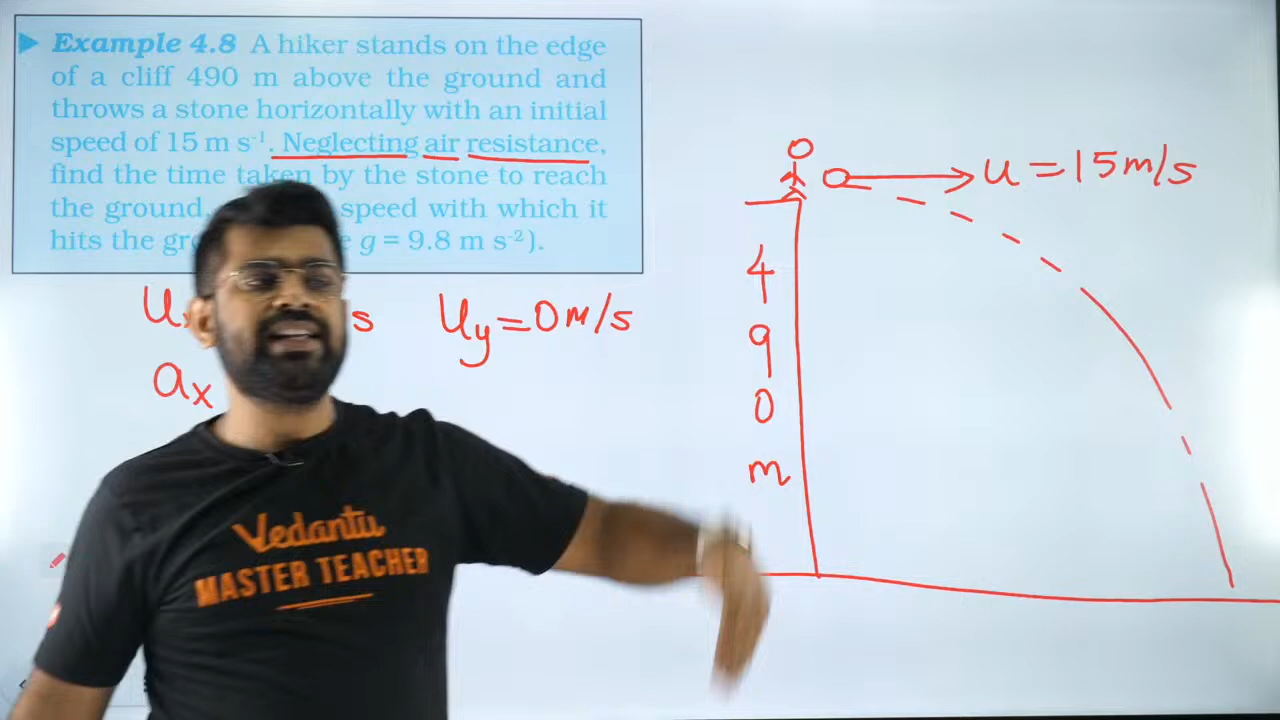 Example 4.8 A hiker stands on the edge
of a cliff 490 m above the ground and
throws a stone horizontally with an initial
speed of 15 m s⁻¹. Neglecting air resistance,
find the time taken by the stone to reach
the ground, speed with which it
hits the g = 9.8 m s⁻²).
u = 15 m/s
U s Uy = 0 m/s
ax
4
9
0
m
Vedantu
MASTER TEACHER